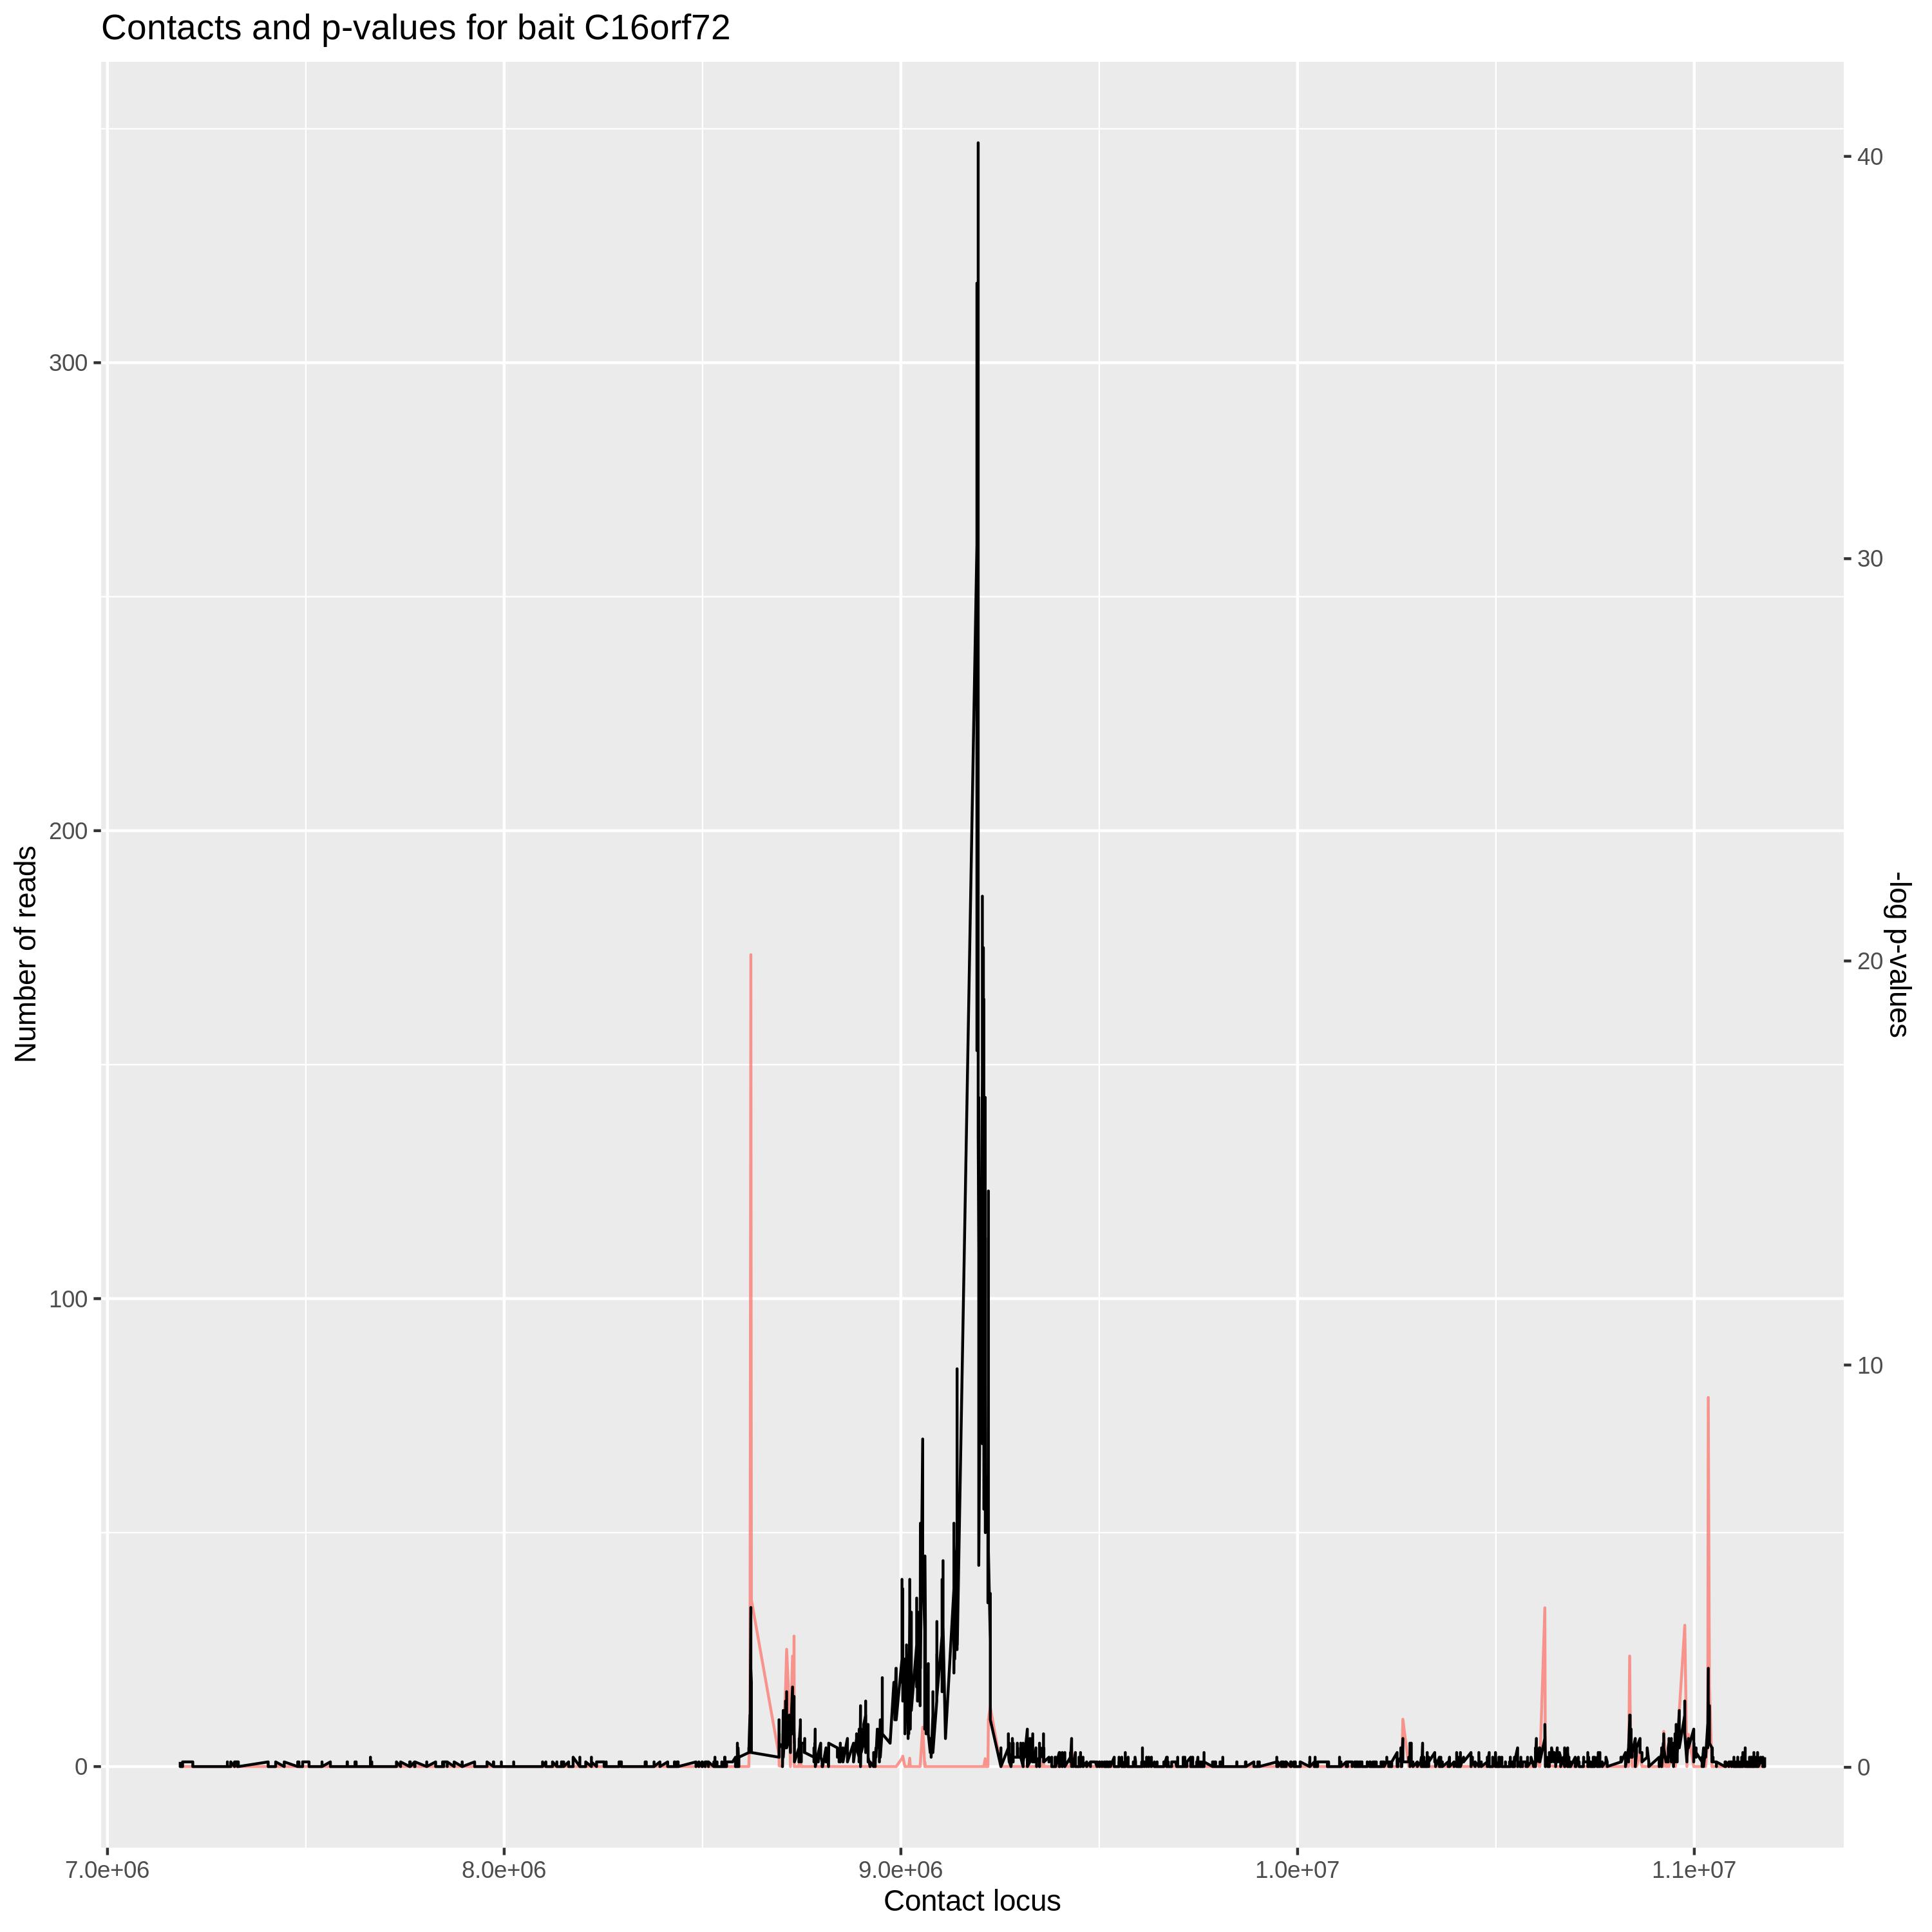 Contacts and p-values for bait C16orf72
Number of reads
300
200
100
0
40
30
20
10
0
-log p-values
7.0e+06 8.0e+06 9.0e+06 1.0e+07 1.1e+07
Contact locus